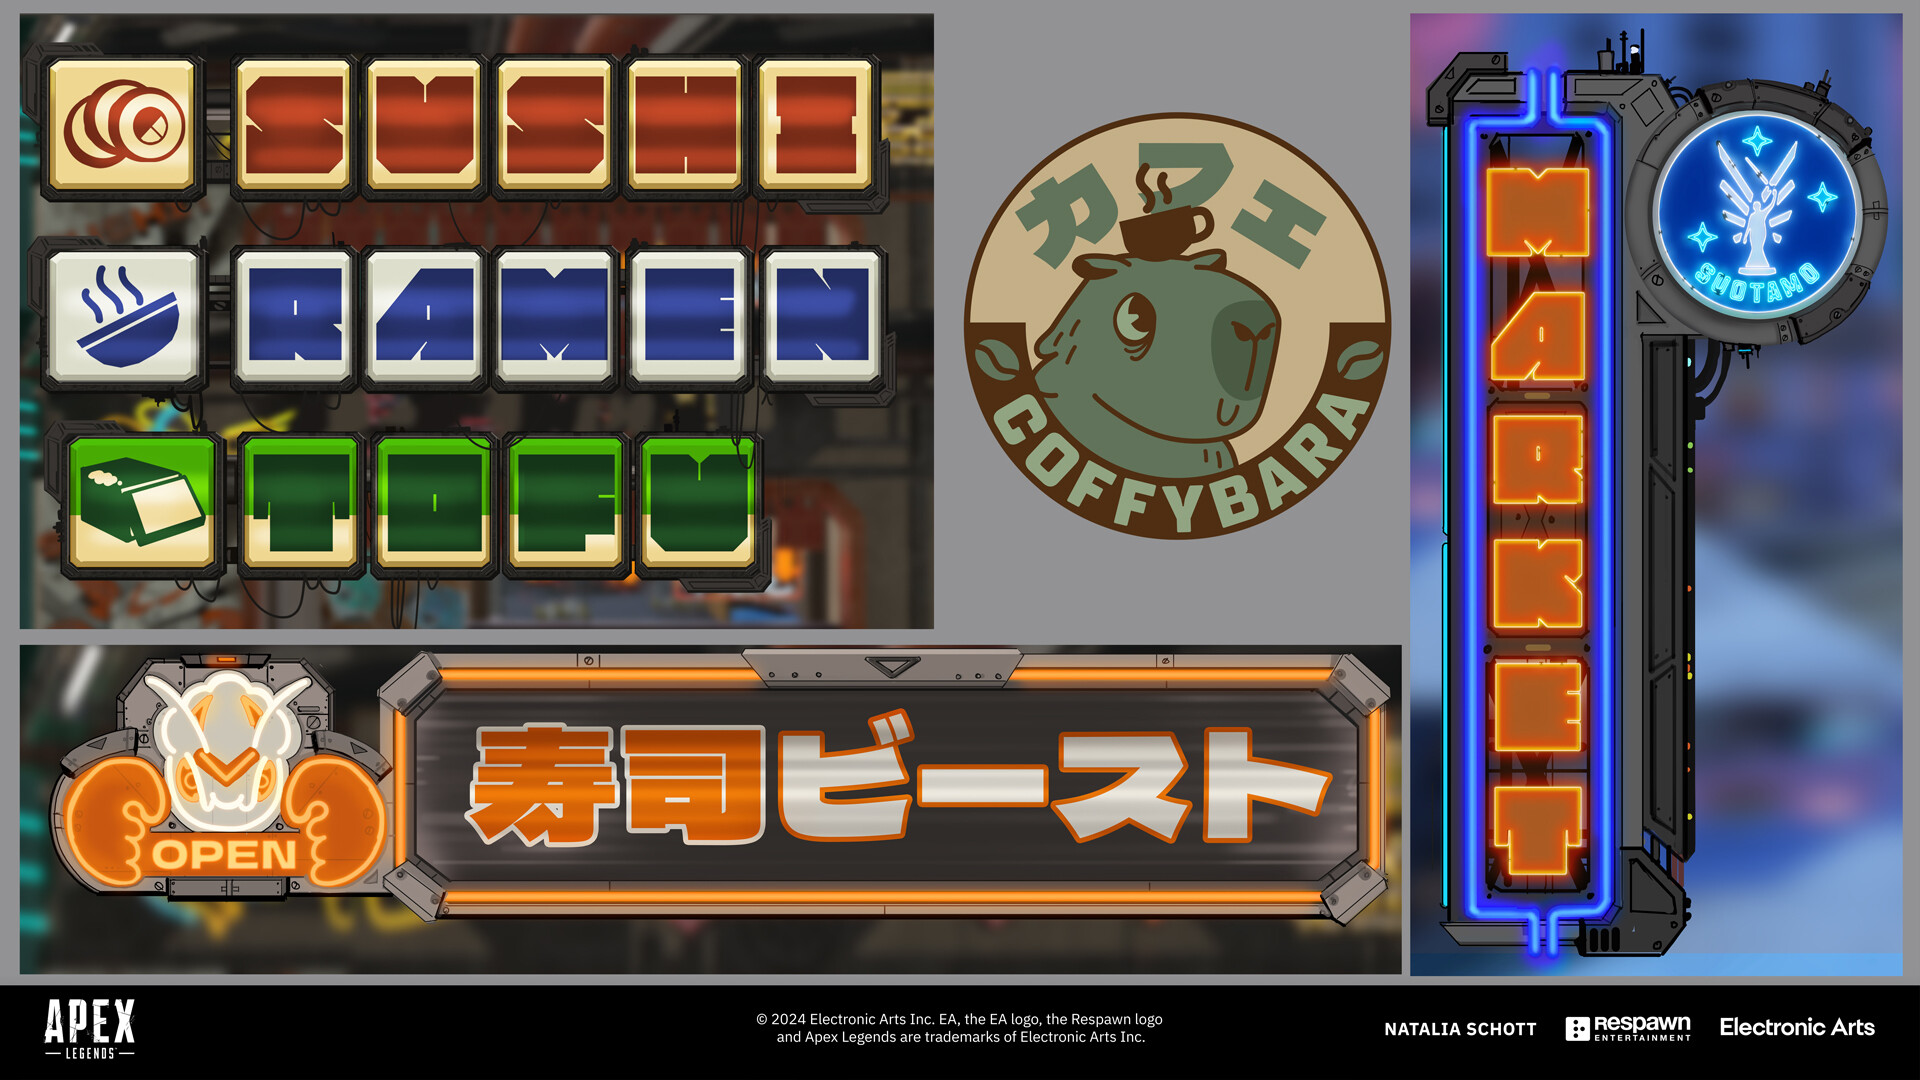 SUSHI
RAMEN
TOFU
カフェ
COFFYBARA
MARKET
SUOTAMO
OPEN
寿司ビースト
APEX
LEGENDS
© 2024 Electronic Arts Inc. EA, the EA logo, the Respawn logo
and Apex Legends are trademarks of Electronic Arts Inc.
NATALIA SCHOTT
Respawn
ENTERTAINMENT
Electronic Arts